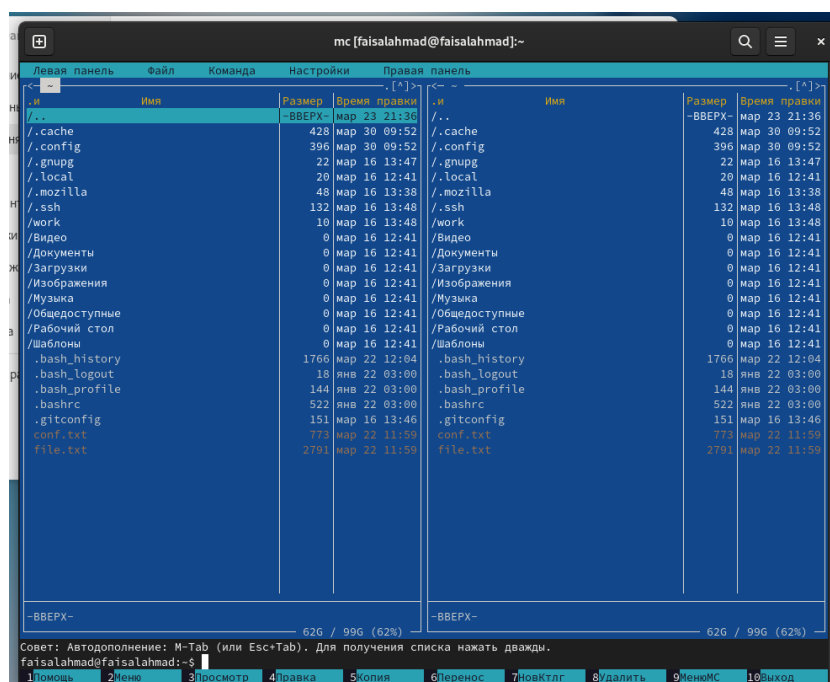 mc [faisalahmad@faisalahmad]:~
Левая панель Файл Команда Настройки Правая панель
<— ~ .[^]> <— ~ .[^]>
.и Имя Размер Время правки .и Имя Размер Время правки
/.. -ВВЕРХ- мар 23 21:36 /.. -ВВЕРХ- мар 23 21:36
/.cache 428 мар 30 09:52 /.cache 428 мар 30 09:52
/.config 396 мар 30 09:52 /.config 396 мар 30 09:52
/.gnupg 22 мар 16 13:47 /.gnupg 22 мар 16 13:47
/.local 20 мар 16 12:41 /.local 20 мар 16 12:41
/.mozilla 48 мар 16 13:38 /.mozilla 48 мар 16 13:38
/.ssh 132 мар 16 13:48 /.ssh 132 мар 16 13:48
/work 10 мар 16 13:48 /work 10 мар 16 13:48
/Видео 0 мар 16 12:41 /Видео 0 мар 16 12:41
/Документы 0 мар 16 12:41 /Документы 0 мар 16 12:41
/Загрузки 0 мар 16 12:41 /Загрузки 0 мар 16 12:41
/Изображения 0 мар 16 12:41 /Изображения 0 мар 16 12:41
/Музыка 0 мар 16 12:41 /Музыка 0 мар 16 12:41
/Общедоступные 0 мар 16 12:41 /Общедоступные 0 мар 16 12:41
/Рабочий стол 0 мар 16 12:41 /Рабочий стол 0 мар 16 12:41
/Шаблоны 0 мар 16 12:41 /Шаблоны 0 мар 16 12:41
.bash_history 1766 мар 22 12:04 .bash_history 1766 мар 22 12:04
.bash_logout 18 янв 22 03:00 .bash_logout 18 янв 22 03:00
.bash_profile 144 янв 22 03:00 .bash_profile 144 янв 22 03:00
.bashrc 522 янв 22 03:00 .bashrc 522 янв 22 03:00
.gitconfig 151 мар 16 13:46 .gitconfig 151 мар 16 13:46
conf.txt 773 мар 22 11:59 conf.txt 773 мар 22 11:59
file.txt 2791 мар 22 11:59 file.txt 2791 мар 22 11:59
-ВВЕРХ- -ВВЕРХ-
62G / 99G (62%) 62G / 99G (62%)
Совет: Автодополнение: M-Tab (или Esc+Tab). Для получения списка нажать дважды.
faisalahmad@faisalahmad:~$
1Помощь 2Меню 3Просмотр 4Правка 5Копия 6Перенос 7НовКтлг 8Удалить 9МенюМС 10Выход